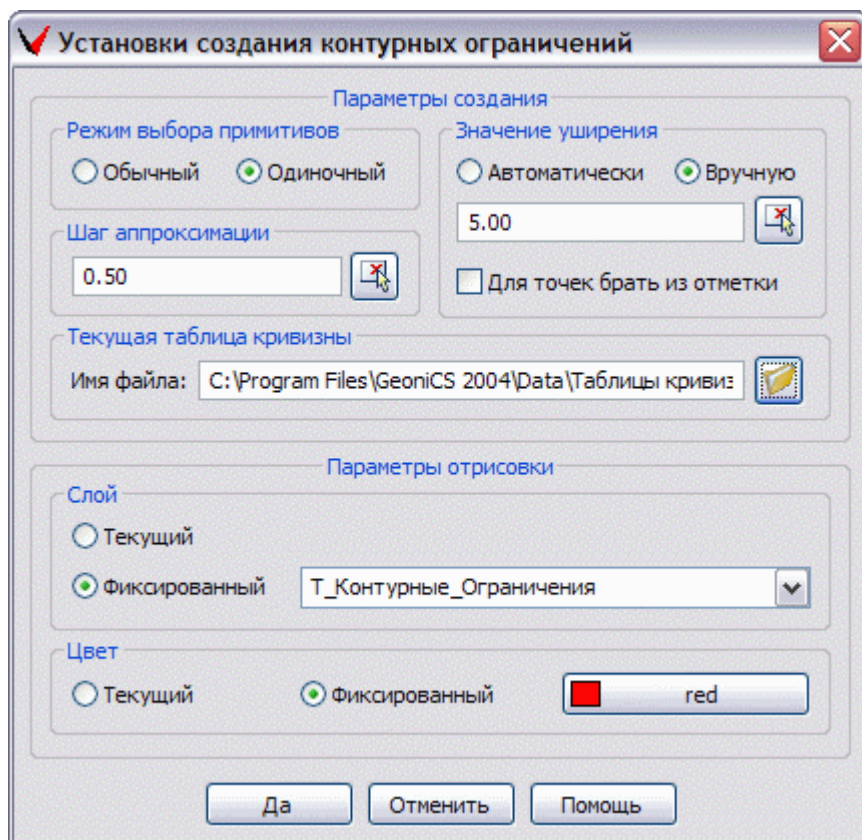 Установки создания контурных ограничений
Параметры создания
Режим выбора примитивов
Обычный Одиночный
Шаг аппроксимации
0.50
Значение уширения
Автоматически Вручную
5.00
Для точек брать из отметки
Текущая таблица кривизны
Имя файла: C:\Program Files\GeoniCS 2004\Data\Таблицы кривиз
Параметры отрисовки
Слой
Текущий
Фиксированный Т_Контурные_Ограничения
Цвет
Текущий Фиксированный red
Да Отменить Помощь